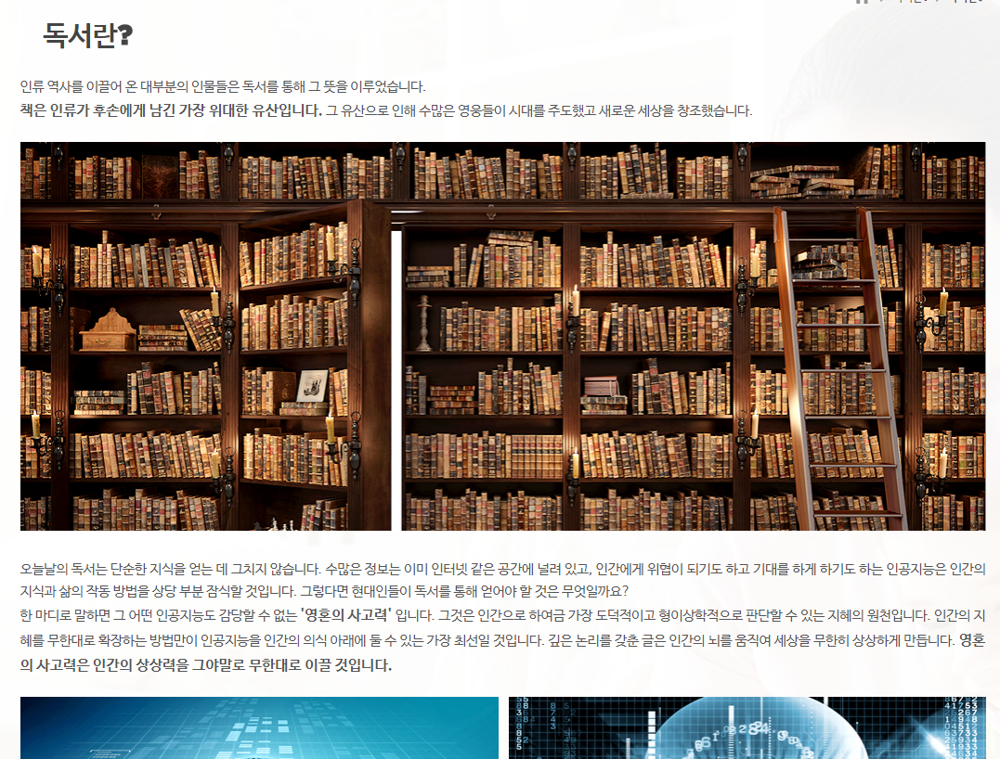 독서란?
인류 역사를 이끌어 온 대부분의 인물들은 독서를 통해 그 뜻을 이루었습니다.
책은 인류가 후손에게 남긴 가장 위대한 유산입니다. 그 유산으로 인해 수많은 영웅들이 시대를 주도했고 새로운 세상을 창조했습니다.
오늘날의 독서는 단순한 지식을 얻는 데 그치지 않습니다. 수많은 정보는 이미 인터넷 같은 공간에 널려 있고, 인간에게 위협이 되기도 하고 기대를 하게 하기도 하는 인공지능은 인간의
지식과 삶의 작동 방법을 상당 부분 잠식할 것입니다. 그렇다면 현대인들이 독서를 통해 얻어야 할 것은 무엇일까요?
한 마디로 말하면 그 어떤 인공지능도 감당할 수 없는 '영혼의 사고력' 입니다. 그것은 인간으로 하여금 가장 도덕적이고 형이상학적으로 판단할 수 있는 지혜의 원천입니다. 인간의 지
혜를 무한대로 확장하는 방법만이 인공지능을 인간의 의식 아래에 둘 수 있는 가장 최선일 것입니다. 깊은 논리를 갖춘 글은 인간의 뇌를 움직여 세상을 무한히 상상하게 만듭니다. 영혼
의 사고력은 인간의 상상력을 그야말로 무한대로 이끌 것입니다.